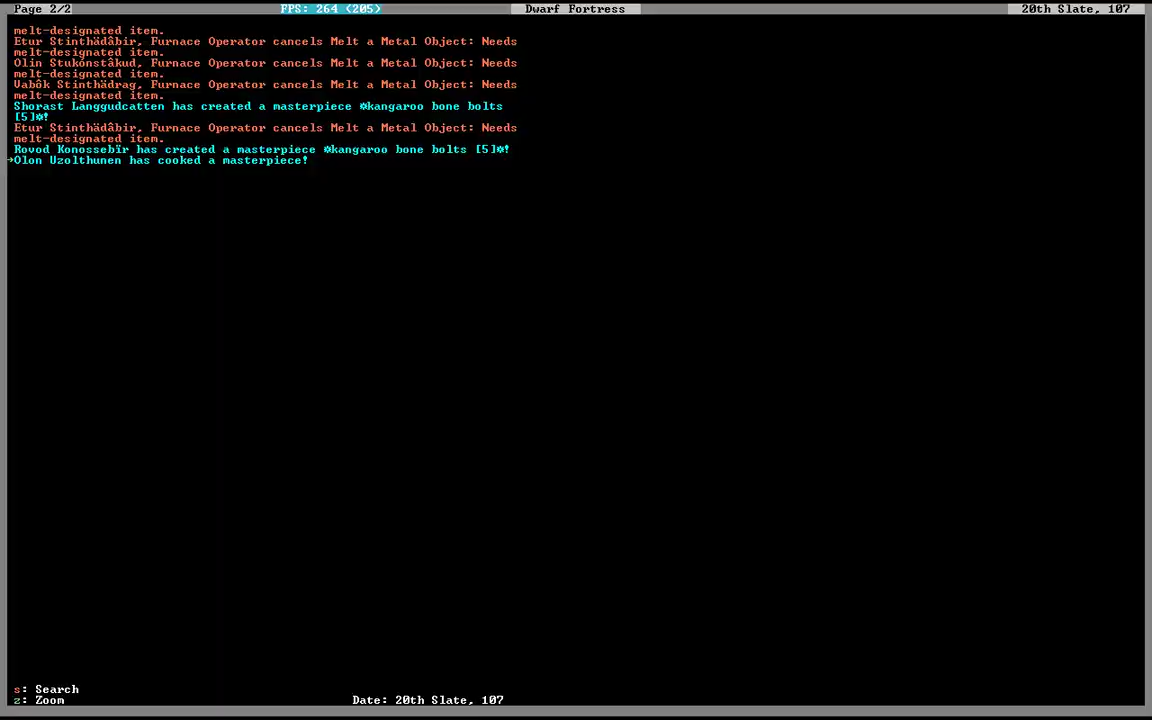 Page 2/2 FPS: 264 (205) Dwarf Fortress 20th Slate, 107
melt-designated item.
Etur Stinthädâbir, Furnace Operator cancels Melt a Metal Object: Needs
melt-designated item.
Olin Stukónstâkud, Furnace Operator cancels Melt a Metal Object: Needs
melt-designated item.
Vabôk Stinthädrag, Furnace Operator cancels Melt a Metal Object: Needs
melt-designated item.
Shorast Langgudcatten has created a masterpiece ☼kangaroo bone bolts
[5]☼!
Etur Stinthädâbir, Furnace Operator cancels Melt a Metal Object: Needs
melt-designated item.
Rovod Konossebïr has created a masterpiece ☼kangaroo bone bolts [5]☼!
→Olon Uzolthunen has cooked a masterpiece!
s: Search
z: Zoom Date: 20th Slate, 107